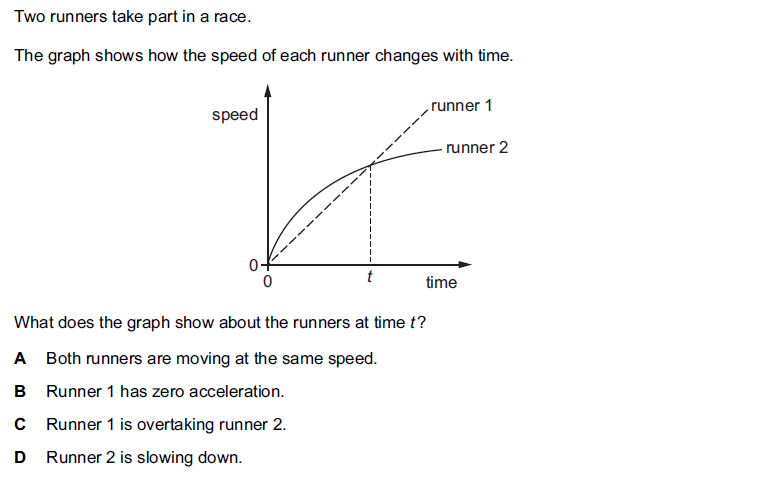 Two runners take part in a race.
The graph shows how the speed of each runner changes with time.
speed
runner 1
runner 2
0
0
t
time
What does the graph show about the runners at time t?
A Both runners are moving at the same speed.
B Runner 1 has zero acceleration.
C Runner 1 is overtaking runner 2.
D Runner 2 is slowing down.